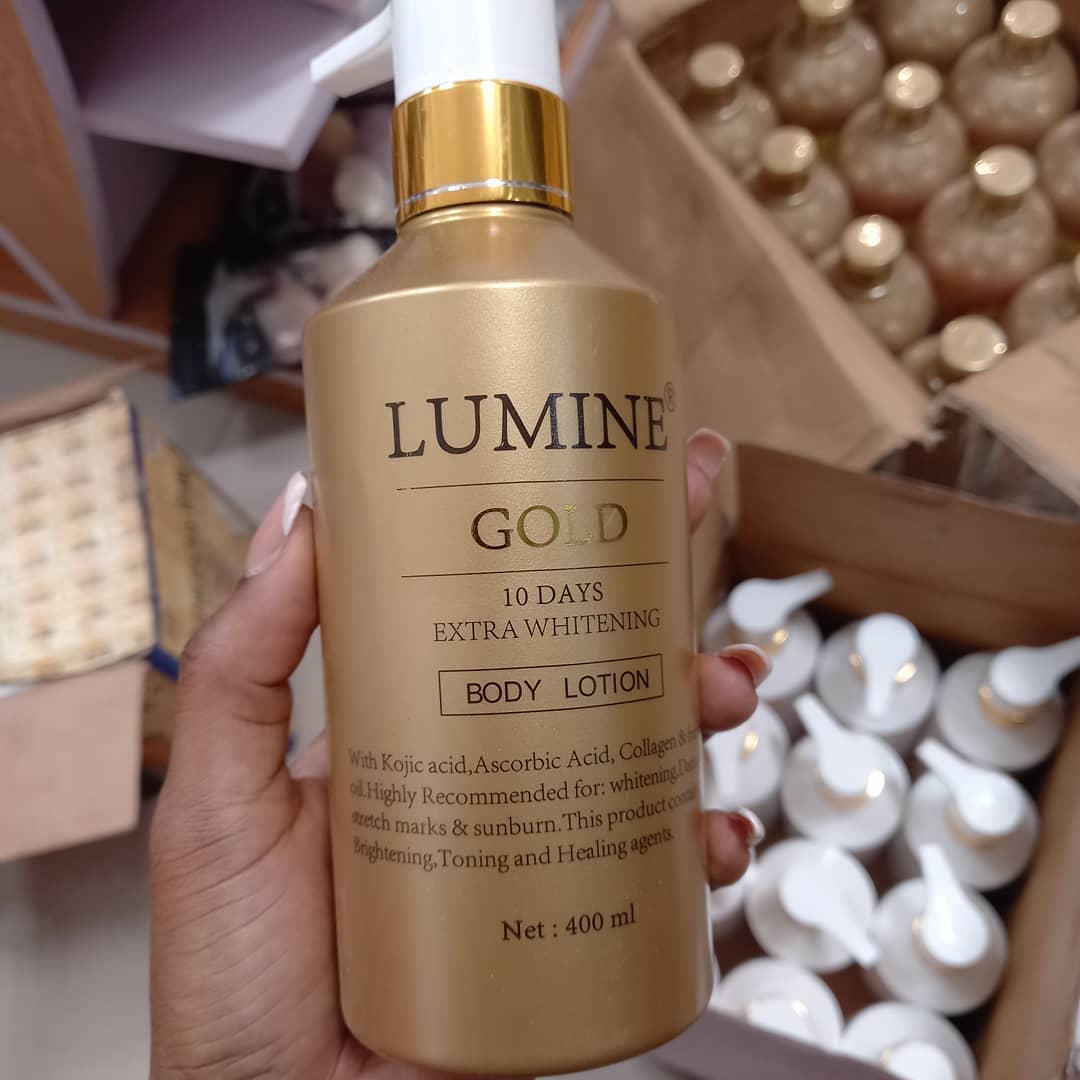 LUMINE®
GOLD
10 DAYS
EXTRA WHITENING
BODY LOTION
With Kojic acid,Ascorbic Acid, Collagen &
oil.Highly Recommended for: whitening,
stretch marks & sunburn.This product
Brightening,Toning and Healing agents.
Net : 400 ml